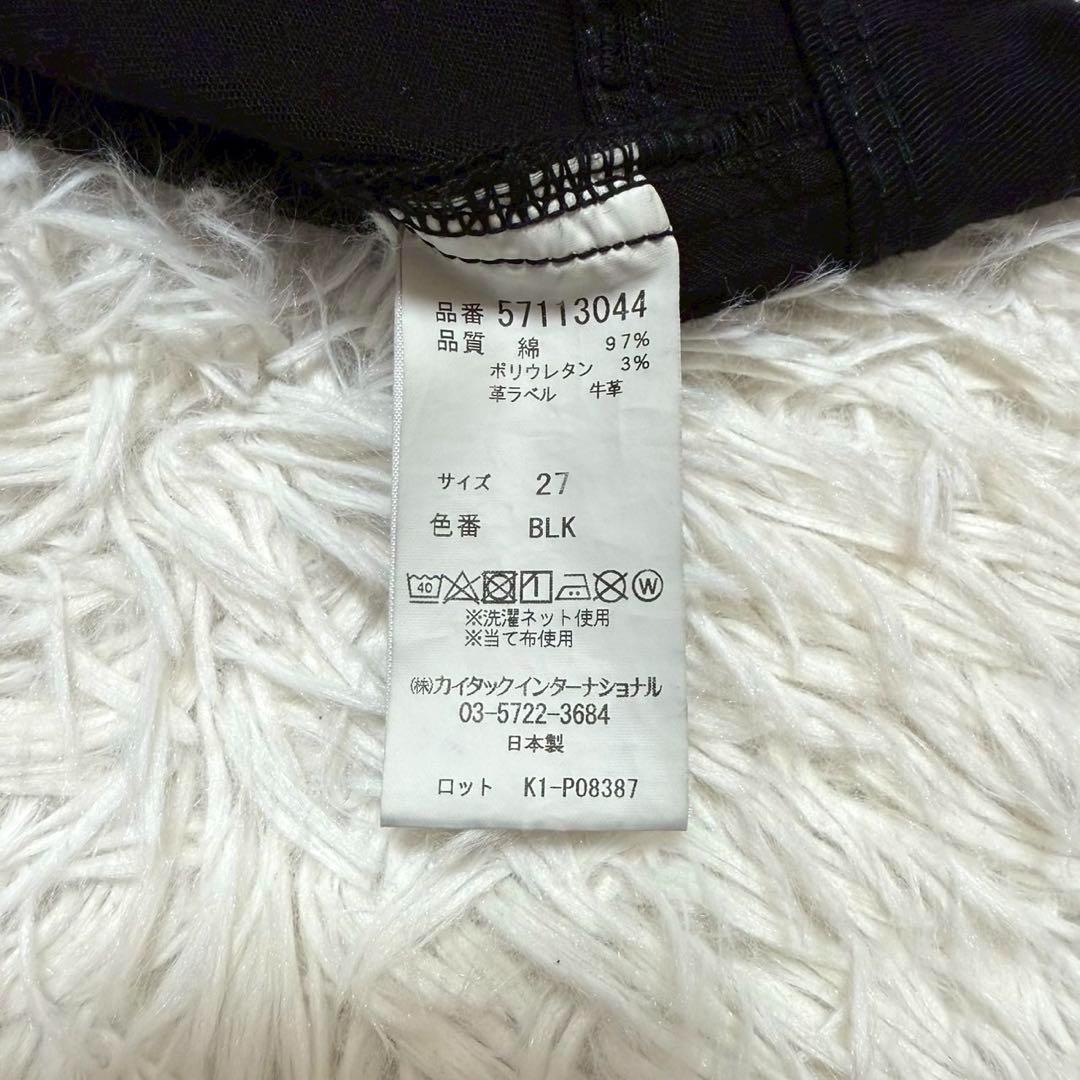 品番 57113044
品質 綿 97%
ポリウレタン 3%
革ラベル 牛革
サイズ 27
色番 BLK
40 W
※洗濯ネット使用
※当て布使用
㈱カイタックインターナショナル
03-5722-3684
日本製
ロット K1-P08387